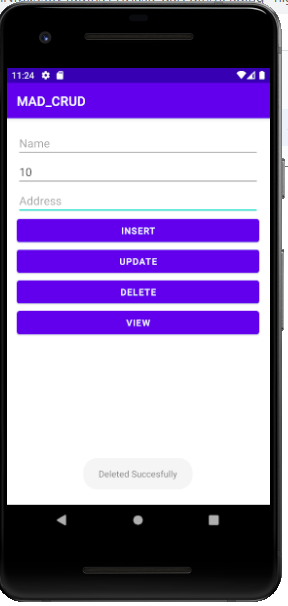 11:24
MAD_CRUD
Name
10
Address
INSERT
UPDATE
DELETE
VIEW
Deleted Succesfully